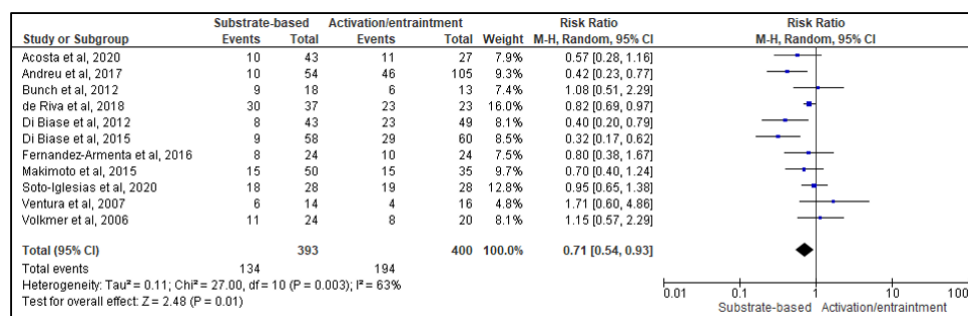 Substrate-based Activation/entraintment Risk Ratio Risk Ratio
Study or Subgroup Events Total Events Total Weight M-H, Random, 95% CI M-H, Random, 95% CI
Acosta et al, 2020 10 43 11 27 7.9% 0.57 [0.28, 1.16]
Andreu et al, 2017 10 54 46 105 9.3% 0.42 [0.23, 0.77]
Bunch et al, 2012 9 18 6 13 7.4% 1.08 [0.51, 2.29]
de Riva et al, 2018 30 37 23 23 17.0% 0.82 [0.69, 0.97]
Di Biase et al, 2012 8 43 23 49 8.1% 0.40 [0.20, 0.79]
Di Biase et al, 2015 9 58 29 60 8.6% 0.32 [0.17, 0.62]
Fernandez-Armenta et al, 2016 8 24 10 24 7.5% 0.80 [0.38, 1.67]
Makimoto et al, 2015 15 50 15 35 9.8% 0.70 [0.40, 1.24]
Soto-Iglesias et al, 2020 18 28 19 28 12.8% 0.95 [0.65, 1.38]
Ventura et al, 2007 6 14 4 16 4.8% 1.71 [0.60, 4.86]
Volkmer et al, 2006 11 24 8 20 8.1% 1.15 [0.57, 2.29]
Total (95% CI) 393 400 100.0% 0.71 [0.54, 0.93]
Total events 134 194
Heterogeneity: Tau² = 0.11; Chi² = 27.00, df = 10 (P = 0.003); I² = 63%
Test for overall effect: Z = 2.48 (P = 0.01)
0.01 0.1 1 10 100
Substrate-based Activation/entraintment